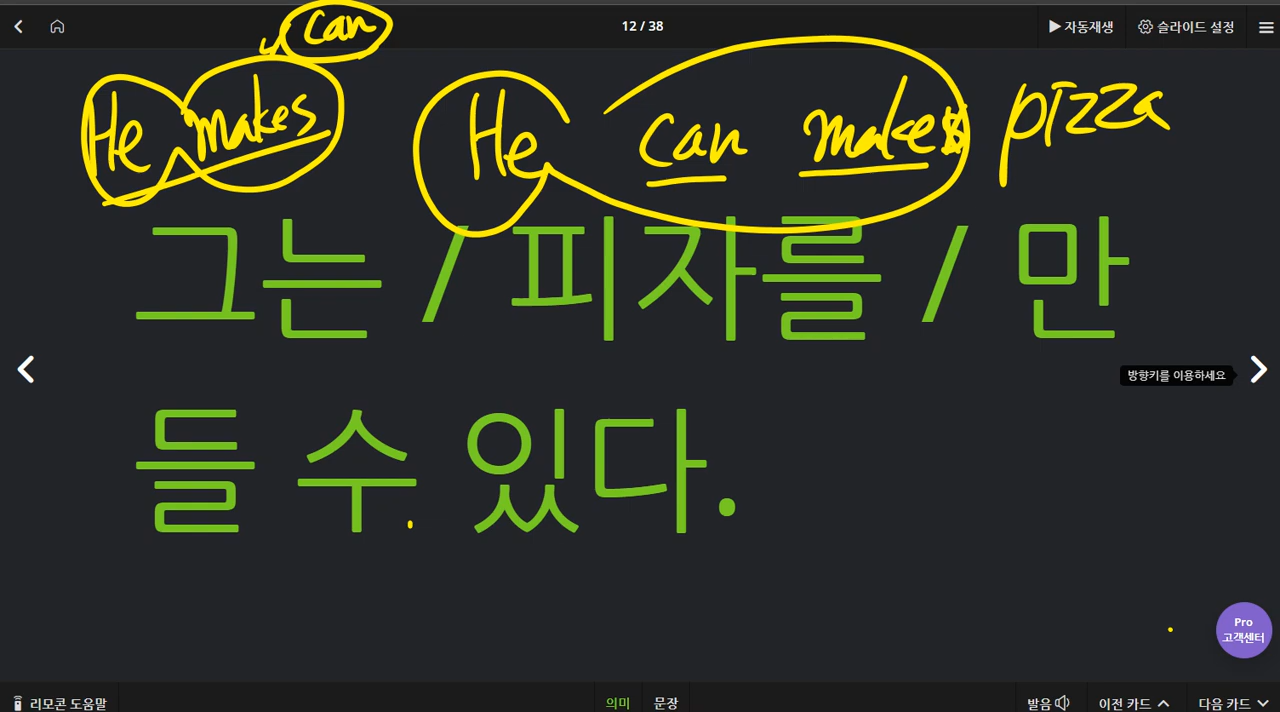 12 / 38
자동재생
슬라이드 설정
can
He makes
He can make pizza
그는 / 피자를 / 만
들 수 있다.
방향키를 이용하세요
Pro
고객센터
리모콘 도움말
의미
문장
발음
이전 카드
다음 카드